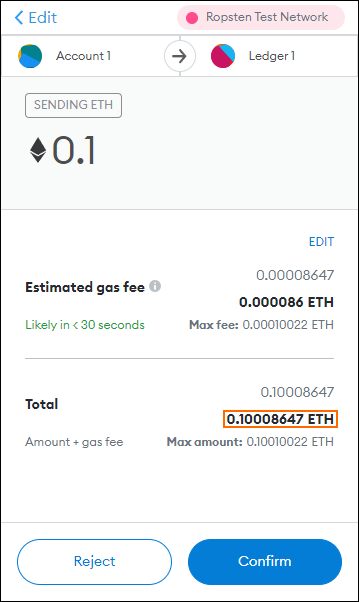 Edit
Ropsten Test Network
Account 1
Ledger 1
SENDING ETH
0.1
EDIT
0.00008647
Estimated gas fee
0.000086 ETH
Likely in < 30 seconds
Max fee: 0.00010022 ETH
0.10008647
Total
0.10008647 ETH
Amount + gas fee
Max amount: 0.10010022 ETH
Reject
Confirm